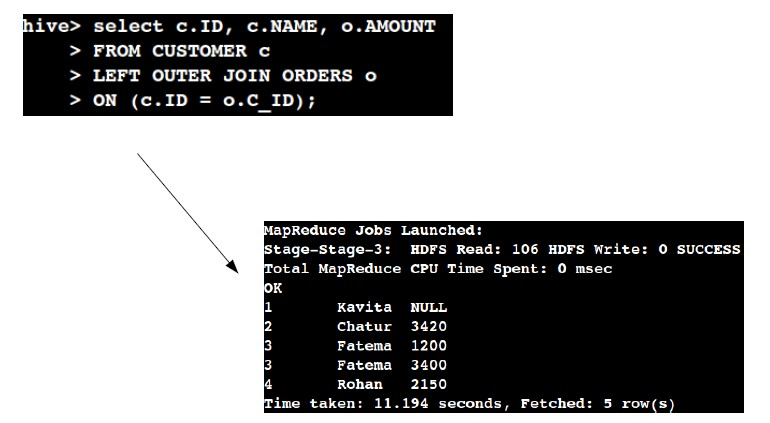 hive> select c.ID, c.NAME, o.AMOUNT
> FROM CUSTOMER c
> LEFT OUTER JOIN ORDERS o
> ON (c.ID = o.C_ID);
MapReduce Jobs Launched:
Stage-Stage-3:  HDFS Read: 106 HDFS Write: 0 SUCCESS
Total MapReduce CPU Time Spent: 0 msec
OK
1 Kavita NULL
2 Chatur 3420
3 Fatema 1200
3 Fatema 3400
4 Rohan 2150
Time taken: 11.194 seconds, Fetched: 5 row(s)